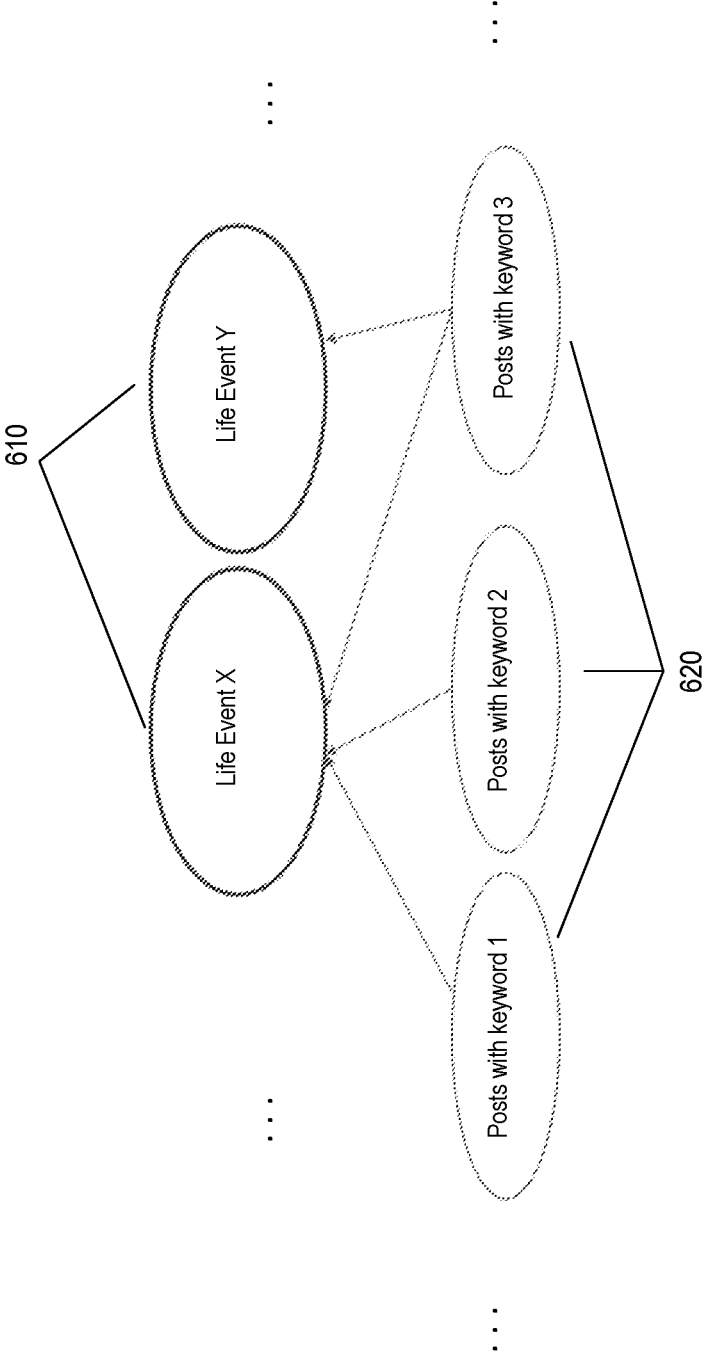 610
Life Event X
Life Event Y
...
...
Posts with keyword 1
Posts with keyword 2
Posts with keyword 3
...
...
620